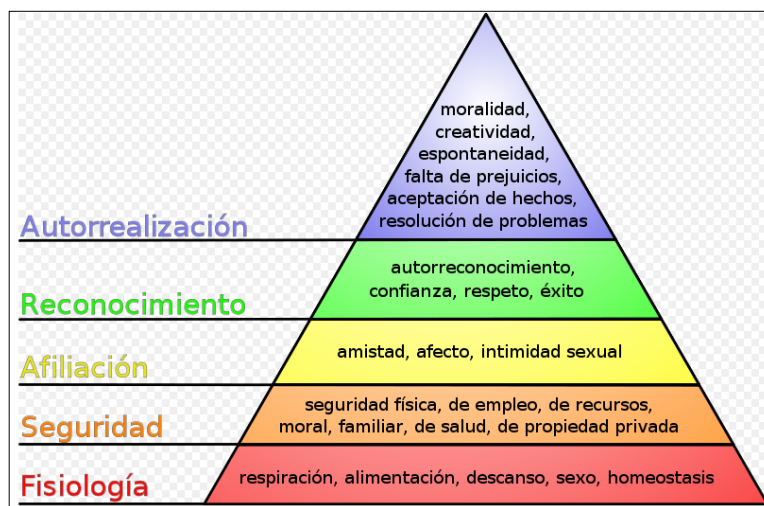 moralidad,
creatividad,
espontaneidad,
falta de prejuicios,
aceptación de hechos,
resolución de problemas
Autorrealización
autorreconocimiento,
confianza, respeto, éxito
Reconocimiento
amistad, afecto, intimidad sexual
Afiliación
seguridad física, de empleo, de recursos,
moral, familiar, de salud, de propiedad privada
Seguridad
respiración, alimentación, descanso, sexo, homeostasis
Fisiología